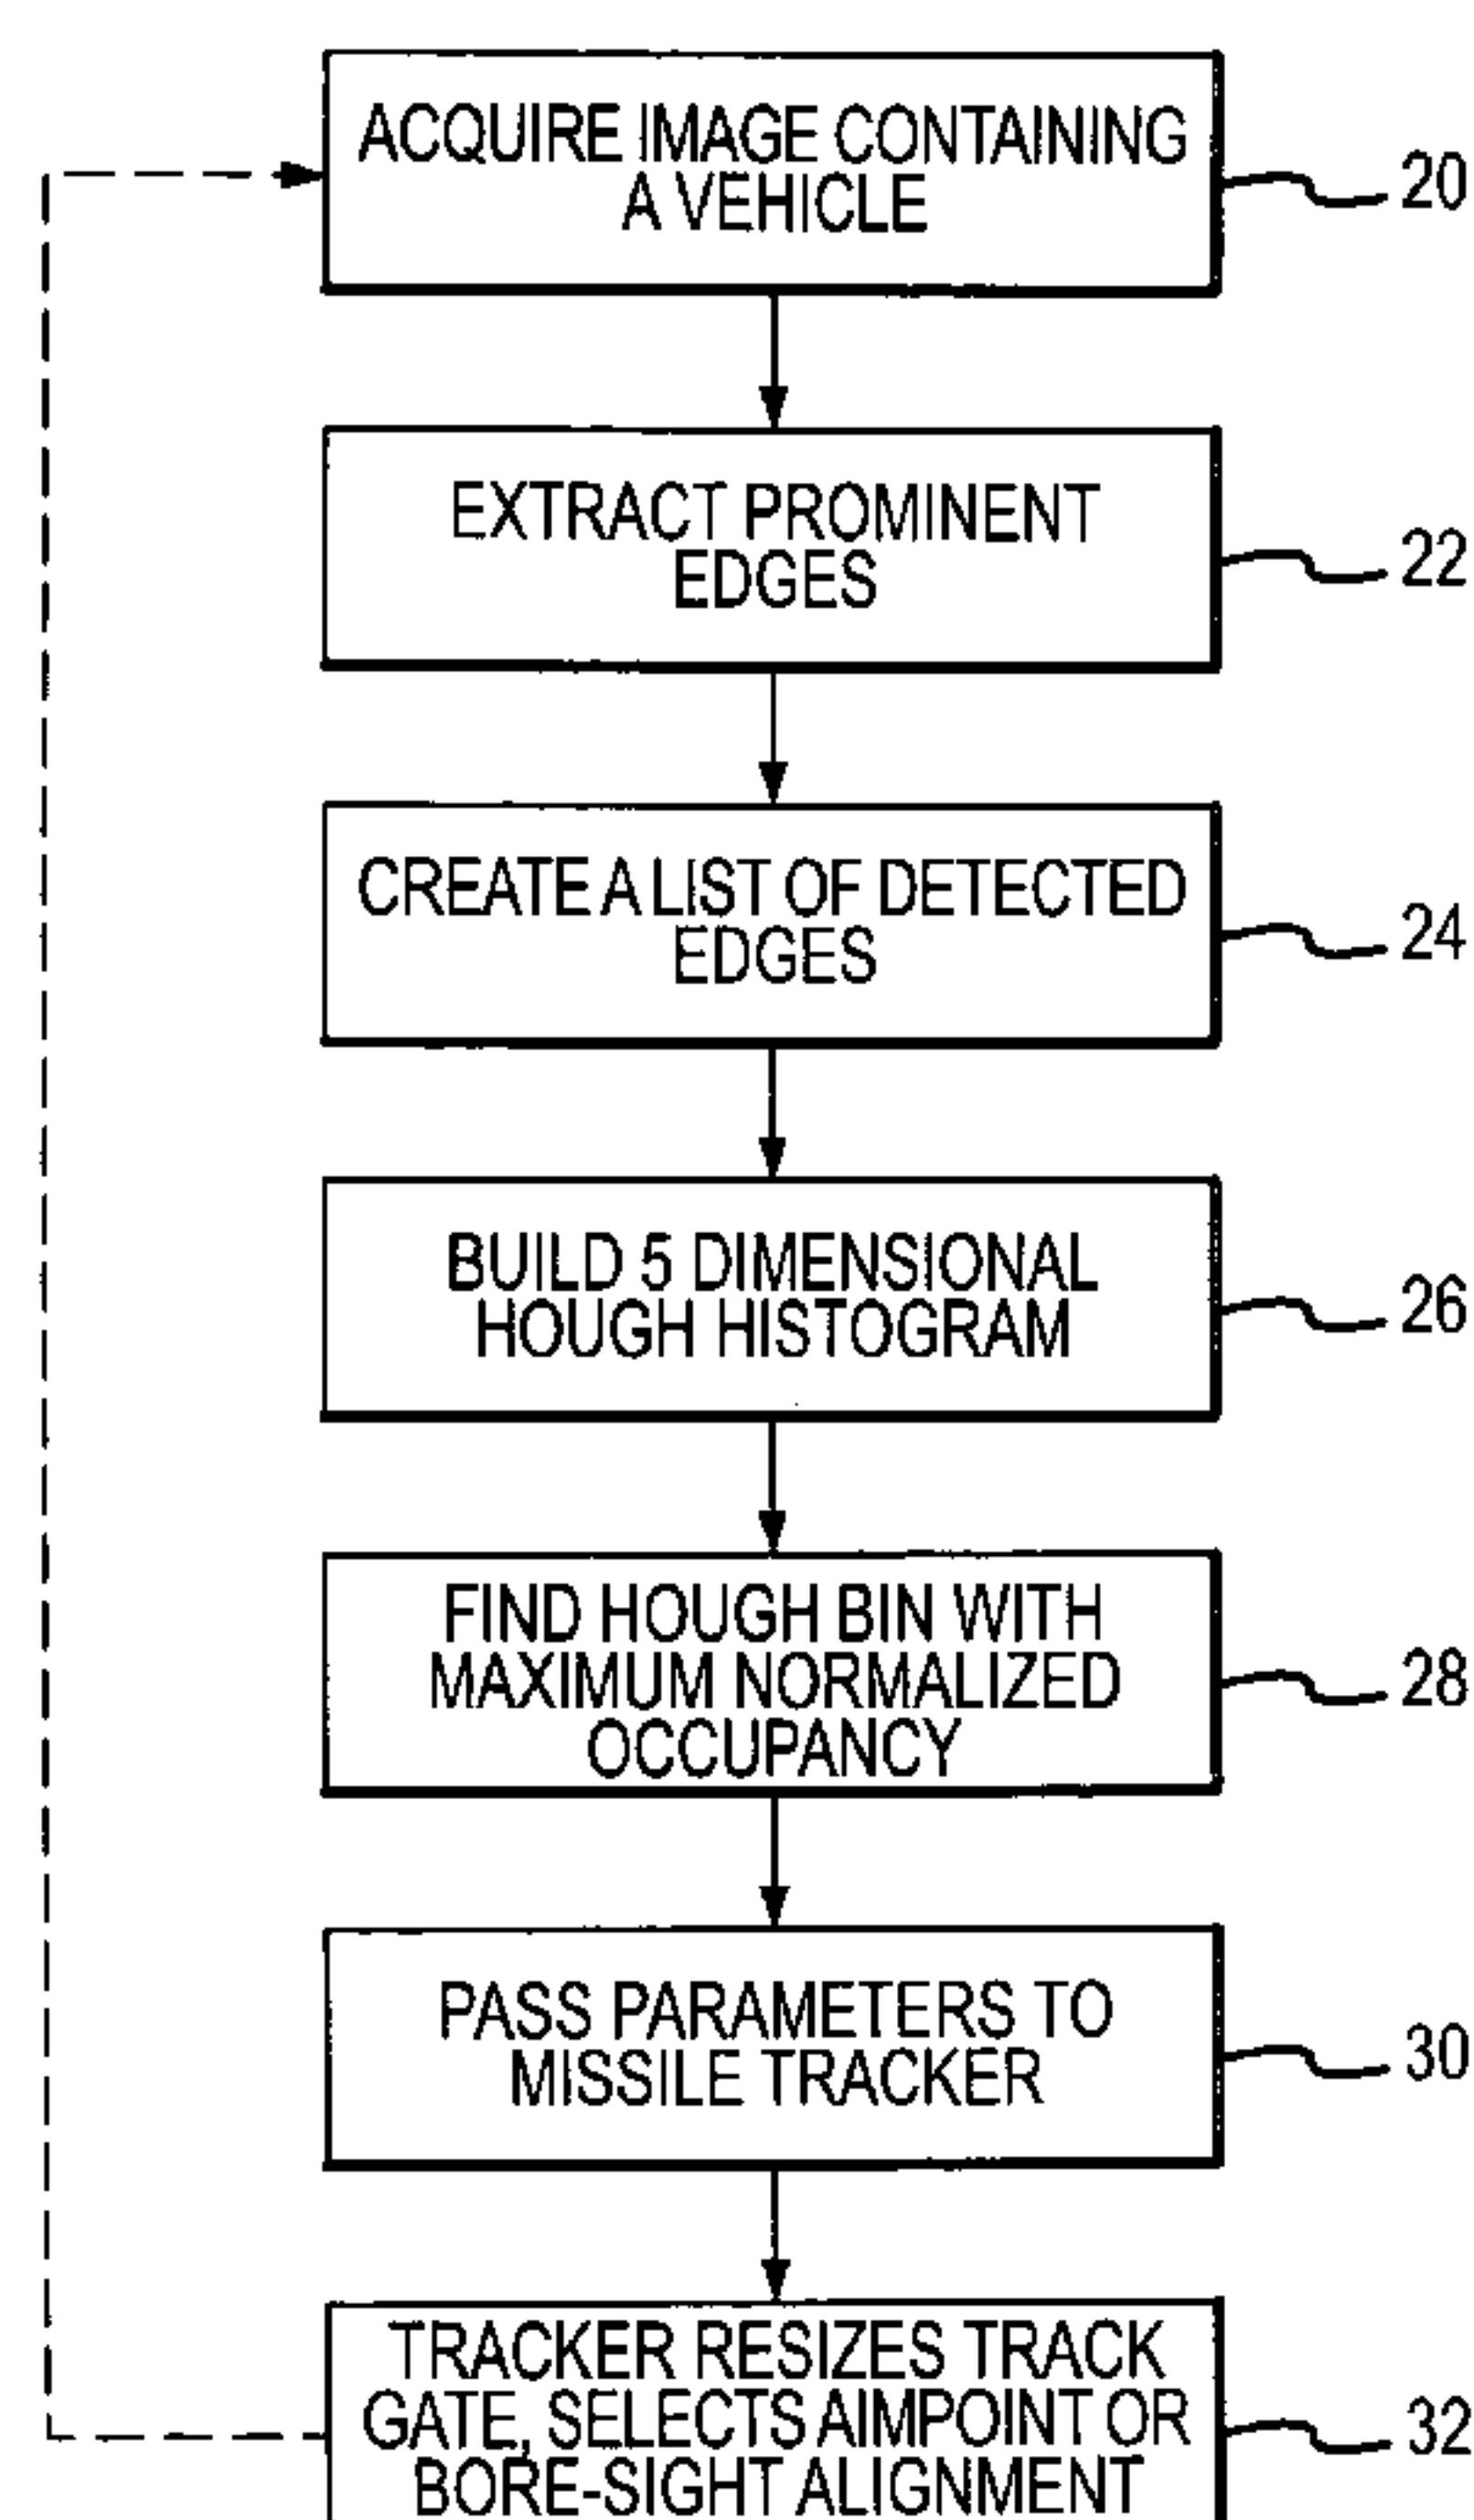 ACQUIRE IMAGE CONTAINING
A VEHICLE
20
EXTRACT PROMINENT
EDGES
22
CREATE A LIST OF DETECTED
EDGES
24
BUILD 5 DIMENSIONAL
HOUGH HISTOGRAM
26
FIND HOUGH BIN WITH
MAXIMUM NORMALIZED
OCCUPANCY
28
PASS PARAMETERS TO
MISSILE TRACKER
30
TRACKER RESIZES TRACK
GATE, SELECTS AIMPOINT OR
BORE-SIGHT ALIGNMENT
32